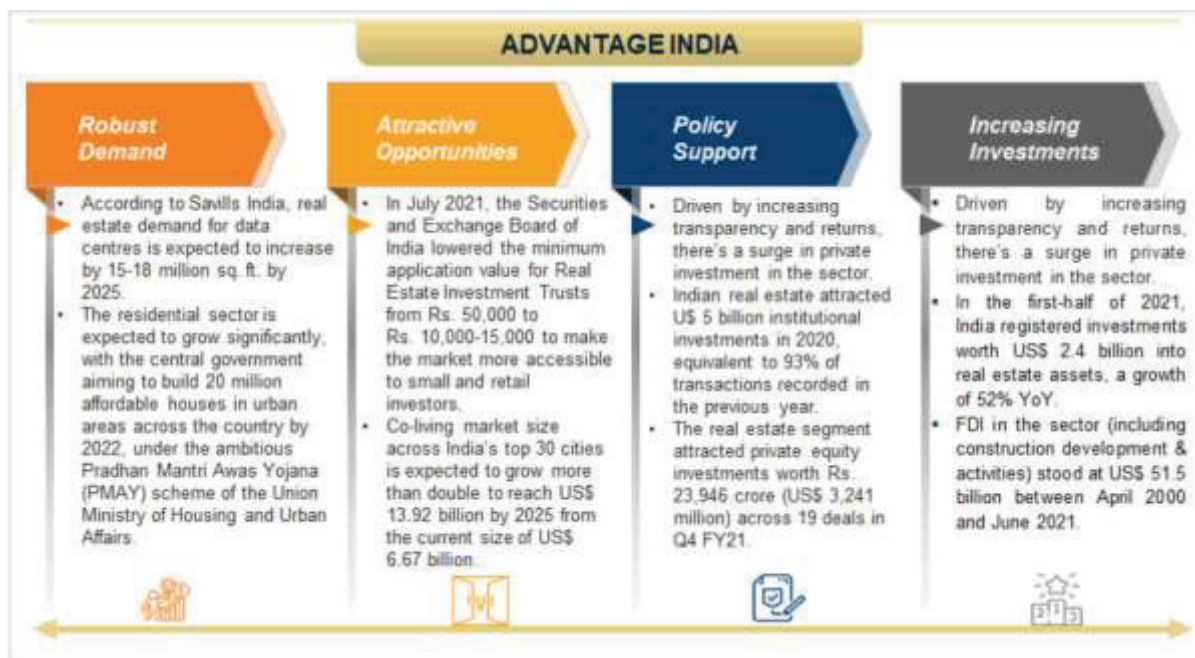 ADVANTAGE INDIA
Robust
Demand
• According to Savills India, real
estate demand for data
centres is expected to increase
by 15-18 million sq. ft. by
2025.
• The residential sector is
expected to grow significantly,
with the central government
aiming to build 20 million
affordable houses in urban
areas across the country by
2022, under the ambitious
Pradhan Mantri Awas Yojana
(PMAY) scheme of the Union
Ministry of Housing and Urban
Affairs.
Attractive
Opportunities
• In July 2021, the Securities
and Exchange Board of
India lowered the minimum
application value for Real
Estate Investment Trusts
from Rs. 50,000 to
Rs. 10,000-15,000 to make
the market more accessible
to small and retail
investors.
• Co-living market size
across India's top 30 cities
is expected to grow more
than double to reach US$
13.92 billion by 2025 from
the current size of US$
6.67 billion.
Policy
Support
• Driven by increasing
transparency and returns,
there's a surge in private
investment in the sector.
• Indian real estate attracted
U$ 5 billion institutional
investments in 2020,
equivalent to 93% of
transactions recorded in
the previous year.
• The real estate segment
attracted private equity
investments worth Rs.
23,946 crore (US$ 3,241
million) across 19 deals in
Q4 FY21.
Increasing
Investments
• Driven by increasing
transparency and returns,
there's a surge in private
investment in the sector.
• In the first-half of 2021,
India registered investments
worth US$ 2.4 billion into
real estate assets, a growth
of 52% YoY.
• FDI in the sector (including
construction development &
activities) stood at US$ 51.5
billion between April 2000
and June 2021.
2 1 3